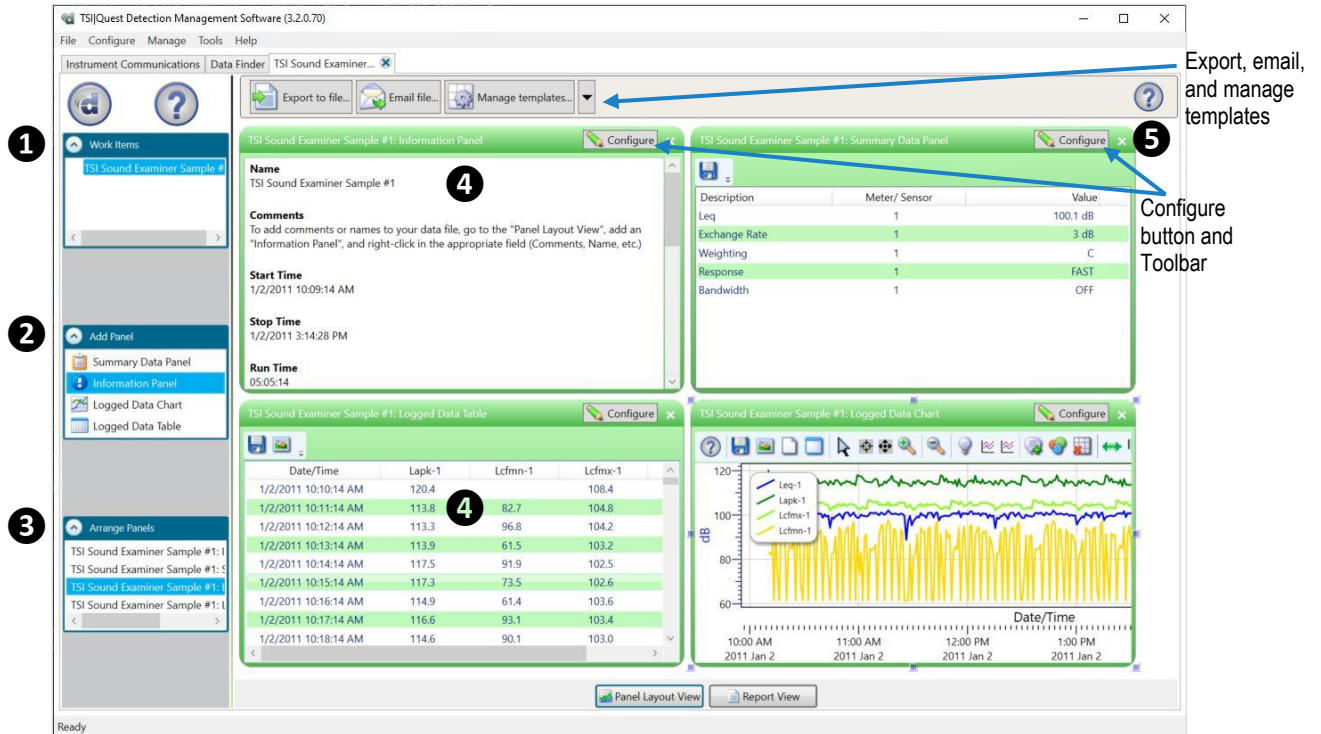 TSI|Quest Detection Management Software (3.2.0.70)
File Configure Manage Tools Help
Instrument Communications Data Finder TSI Sound Examiner...
Export to file... Email file... Manage templates...
Export, email,
and manage
templates
1
Work Items
TSI Sound Examiner Sample #
2
Add Panel
Summary Data Panel
Information Panel
Logged Data Chart
Logged Data Table
3
Arrange Panels
TSI Sound Examiner Sample #1: I
TSI Sound Examiner Sample #1: S
TSI Sound Examiner Sample #1: L
TSI Sound Examiner Sample #1: L
TSI Sound Examiner Sample #1: Information Panel Configure
4
Name
TSI Sound Examiner Sample #1
Comments
To add comments or names to your data file, go to the "Panel Layout View", add an
"Information Panel", and right-click in the appropriate field (Comments, Name, etc.)
Start Time
1/2/2011 10:09:14 AM
Stop Time
1/2/2011 3:14:28 PM
Run Time
05:05:14
TSI Sound Examiner Sample #1: Summary Data Panel Configure
5
Description Meter/ Sensor Value
Leq 1 100.1 dB
Exchange Rate 1 3 dB
Weighting 1 C
Response 1 FAST
Bandwidth 1 OFF
Configure
button and
Toolbar
TSI Sound Examiner Sample #1: Logged Data Table Configure
Date/Time Lapk-1 Lcfmn-1 Lcfmx-1
1/2/2011 10:10:14 AM 120.4 108.4
1/2/2011 10:11:14 AM 113.8 82.7 104.8
4
1/2/2011 10:12:14 AM 113.3 96.8 104.2
1/2/2011 10:13:14 AM 113.9 61.5 103.2
1/2/2011 10:14:14 AM 117.5 91.9 102.5
1/2/2011 10:15:14 AM 117.3 73.5 102.6
1/2/2011 10:16:14 AM 114.9 61.4 103.6
1/2/2011 10:17:14 AM 116.6 93.1 103.4
1/2/2011 10:18:14 AM 114.6 90.1 103.0
TSI Sound Examiner Sample #1: Logged Data Chart Configure
120
100
80
60
dB
Leq-1
Lapk-1
Lcfmx-1
Lcfmn-1
Date/Time
10:00 AM 11:00 AM 12:00 PM 1:00 PM
2011 Jan 2 2011 Jan 2 2011 Jan 2 2011 Jan 2
Panel Layout View Report View
Ready